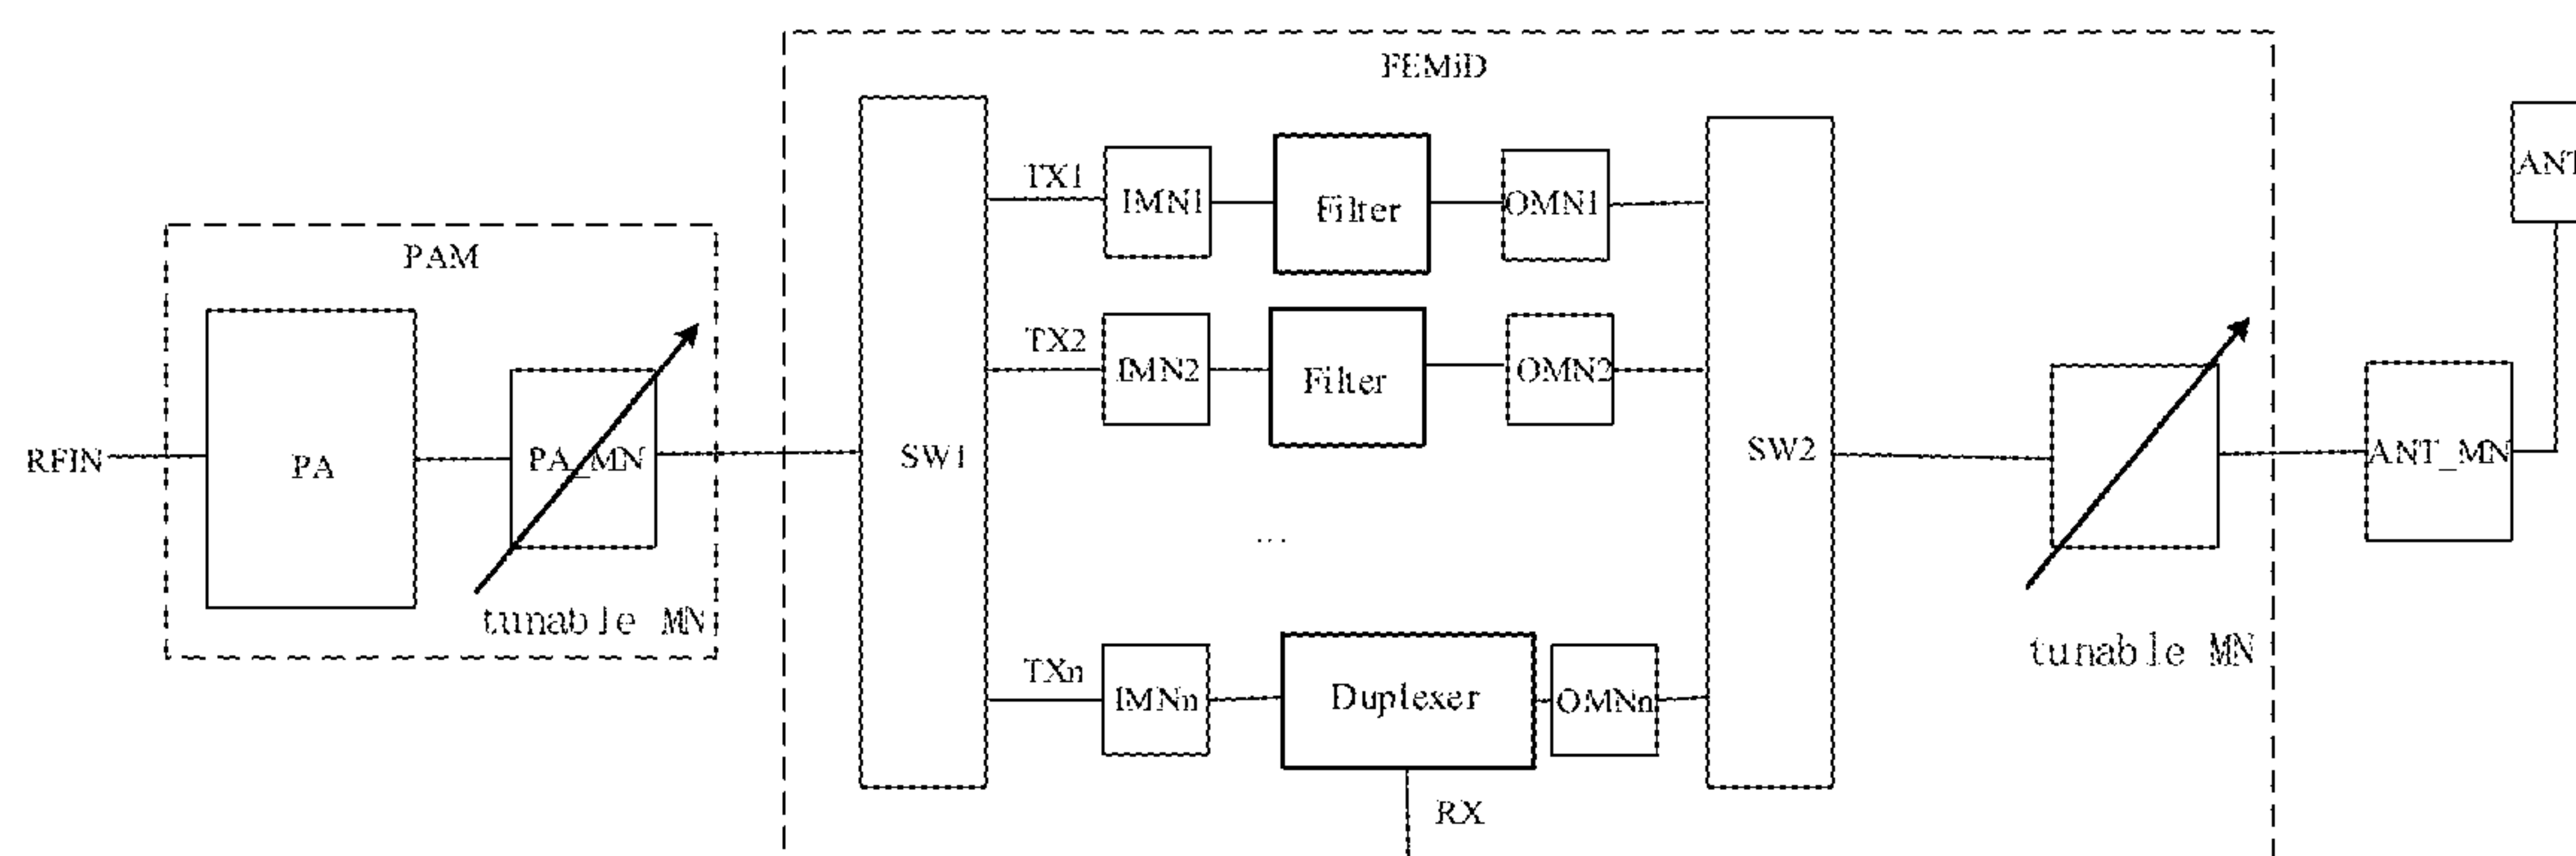 FEMiD
TX1
IMN1
Filter
OMN1
ANT
PAM
TX2
IMN2
Filter
OMN2
RFIN
PA
PA_MN
SW1
SW2
ANT_MN
...
tunable MN
tunable MN
TXn
IMNn
Duplexer
OMNn
RX